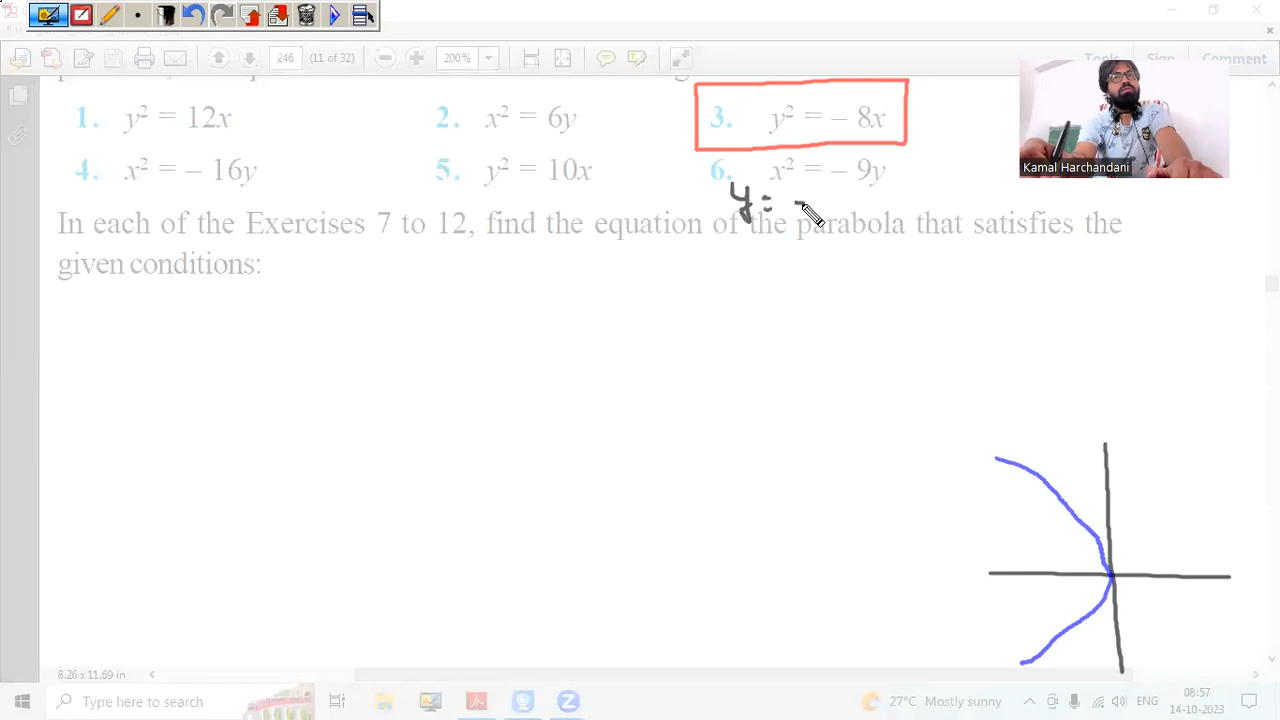 246 (11 of 32) 200% Tools Sign Comment
1. y² = 12x 2. x² = 6y 3. y² = – 8x
Kamal Harchandani
4. x² = – 16y 5. y² = 10x 6. x² = – 9y
y = -
In each of the Exercises 7 to 12, find the equation of the parabola that satisfies the
given conditions:
8.26 x 11.69 in
Type here to search 27°C Mostly sunny ENG 08:57
14-10-2023